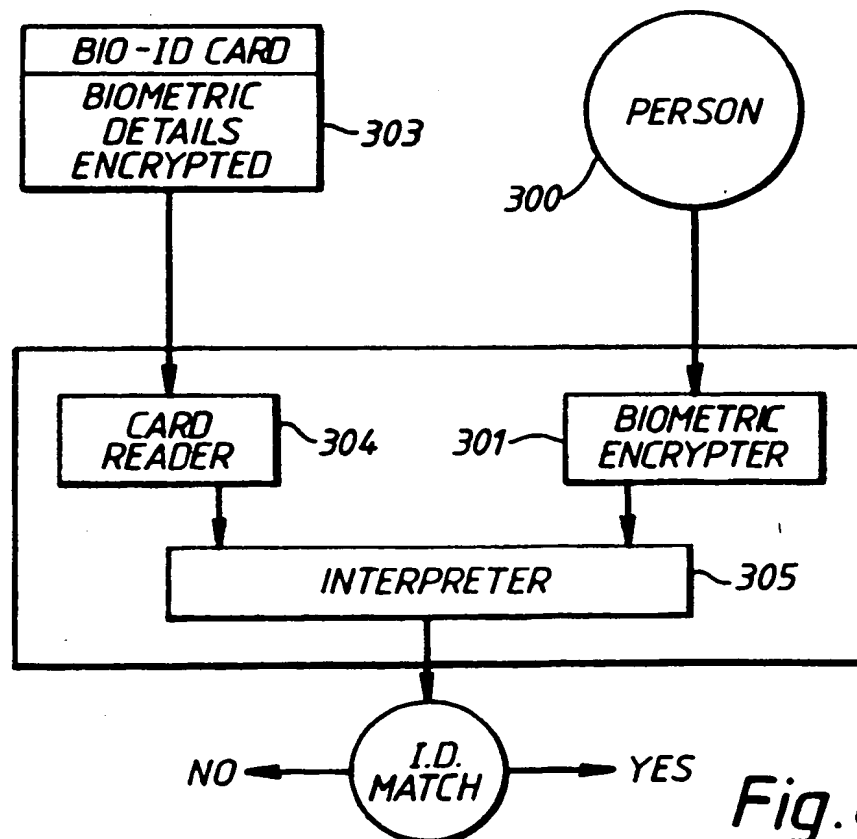 BIO-ID CARD
BIOMETRIC
DETAILS
ENCRYPTED
303
PERSON
300
CARD
READER
304
301
BIOMETRIC
ENCRYPTER
INTERPRETER
305
I.D.
MATCH
NO
YES
Fig.